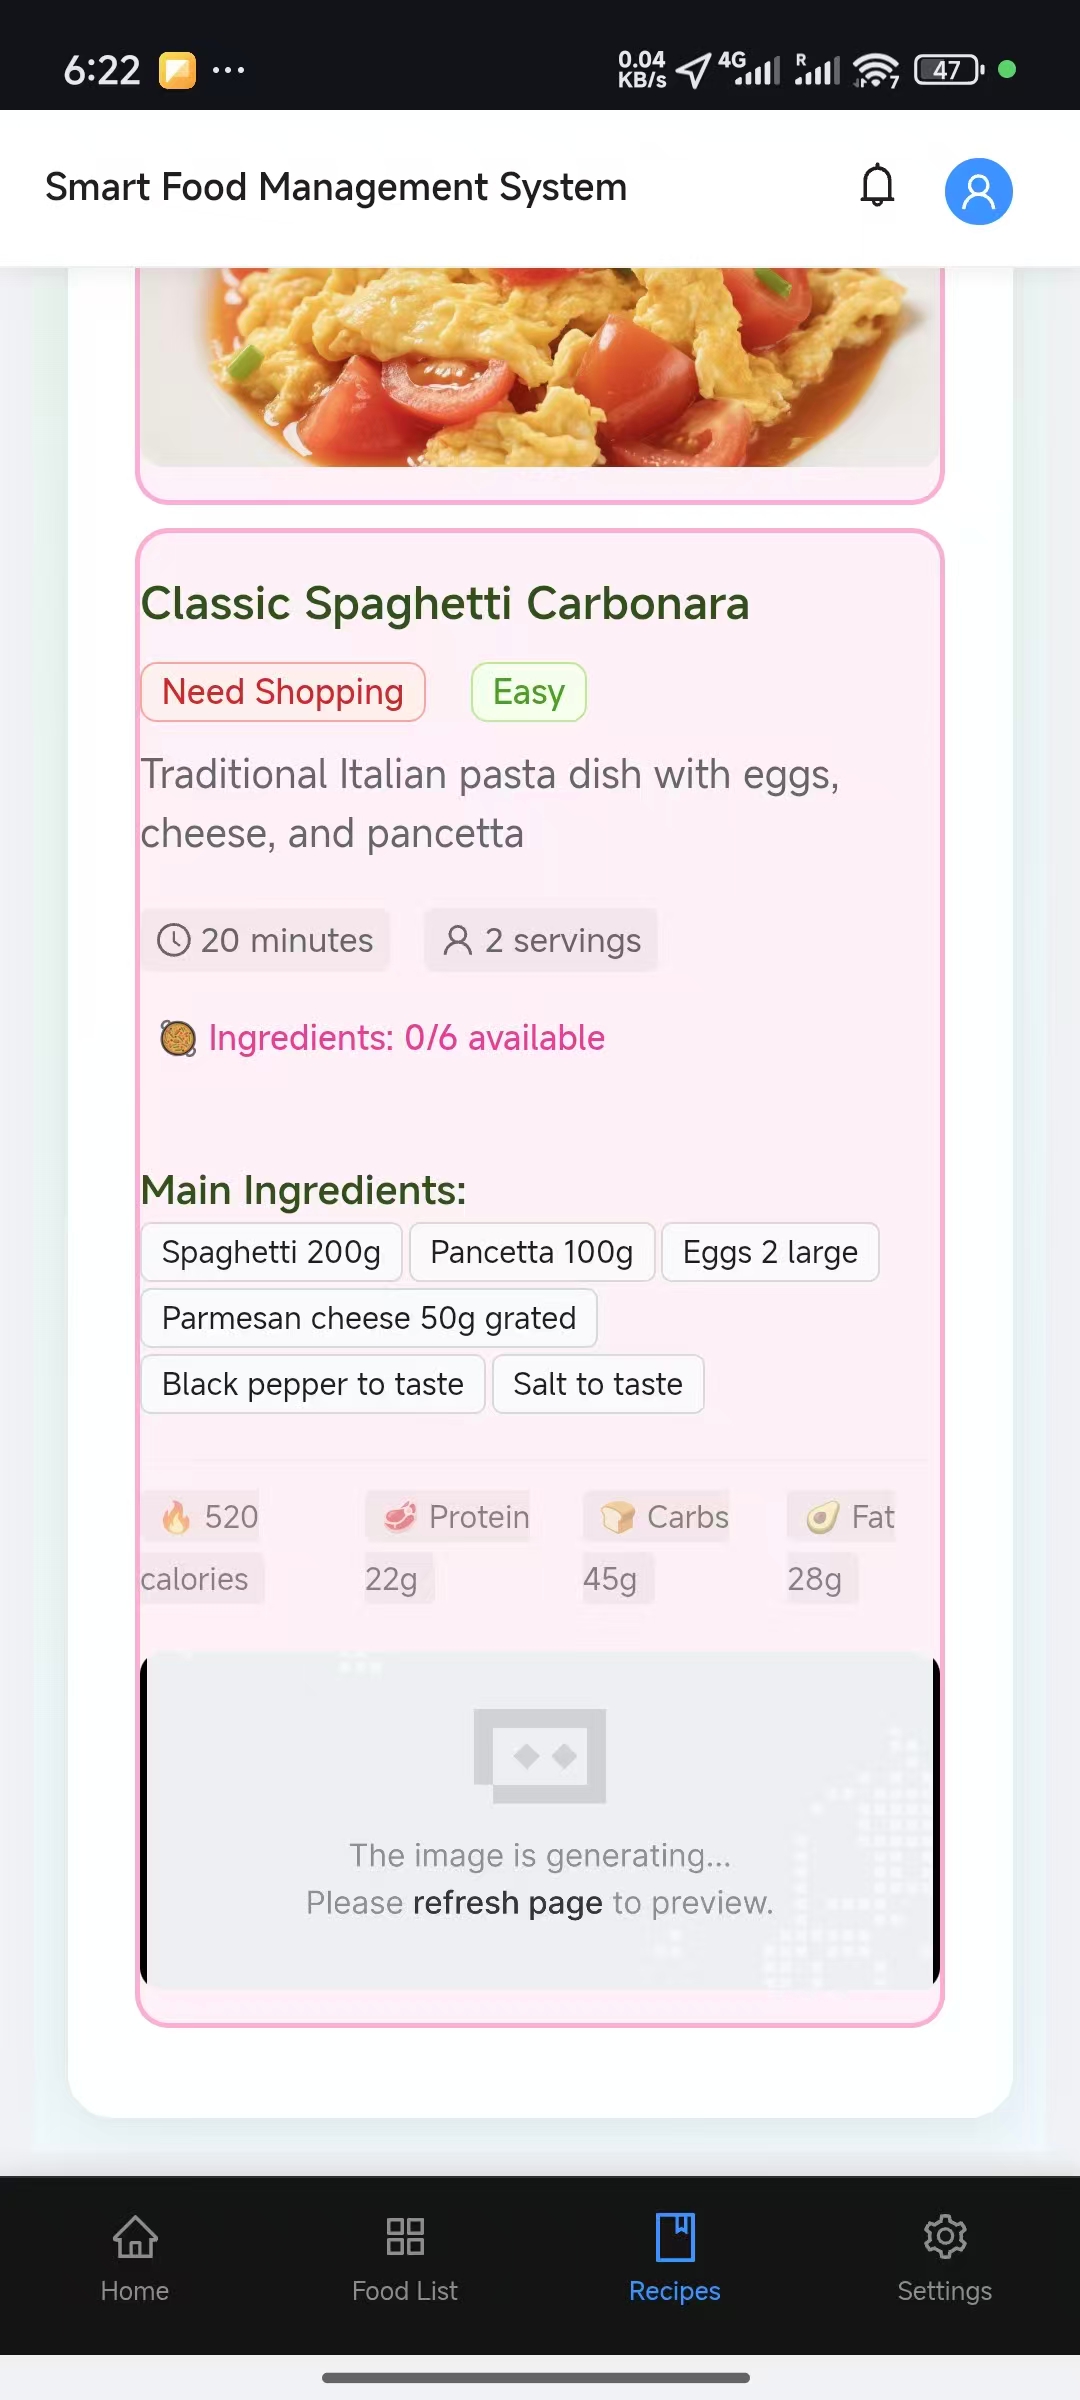 6:22 ... 0.04 KB/s 4G R 7 47
Smart Food Management System
Classic Spaghetti Carbonara
Need Shopping Easy
Traditional Italian pasta dish with eggs,
cheese, and pancetta
20 minutes 2 servings
Ingredients: 0/6 available
Main Ingredients:
Spaghetti 200g Pancetta 100g Eggs 2 large
Parmesan cheese 50g grated
Black pepper to taste Salt to taste
520 Protein Carbs Fat
calories 22g 45g 28g
The image is generating...
Please refresh page to preview.
Home Food List Recipes Settings